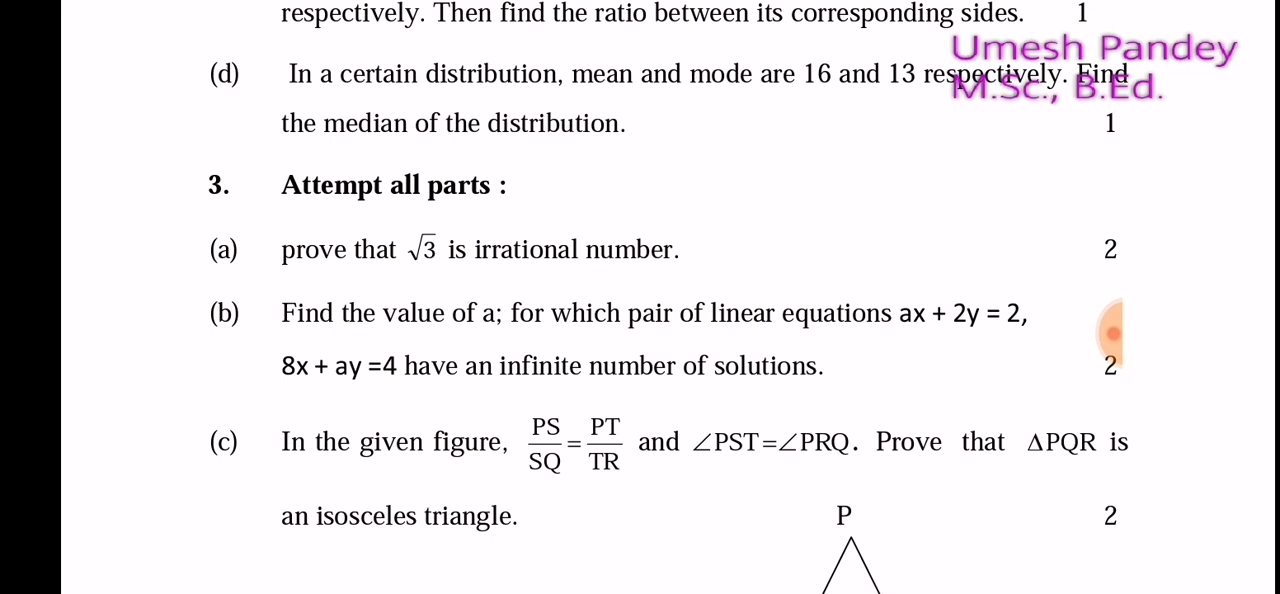 respectively. Then find the ratio between its corresponding sides. 1
Umesh Pandey
M.Sc., B.Ed.
(d) In a certain distribution, mean and mode are 16 and 13 respectively. Find
the median of the distribution. 1
3. Attempt all parts :
(a) prove that √3 is irrational number. 2
(b) Find the value of a; for which pair of linear equations ax + 2y = 2,
8x + ay =4 have an infinite number of solutions. 2
(c) In the given figure, PS/SQ = PT/TR and ∠PST=∠PRQ. Prove that ΔPQR is
an isosceles triangle. 2
P